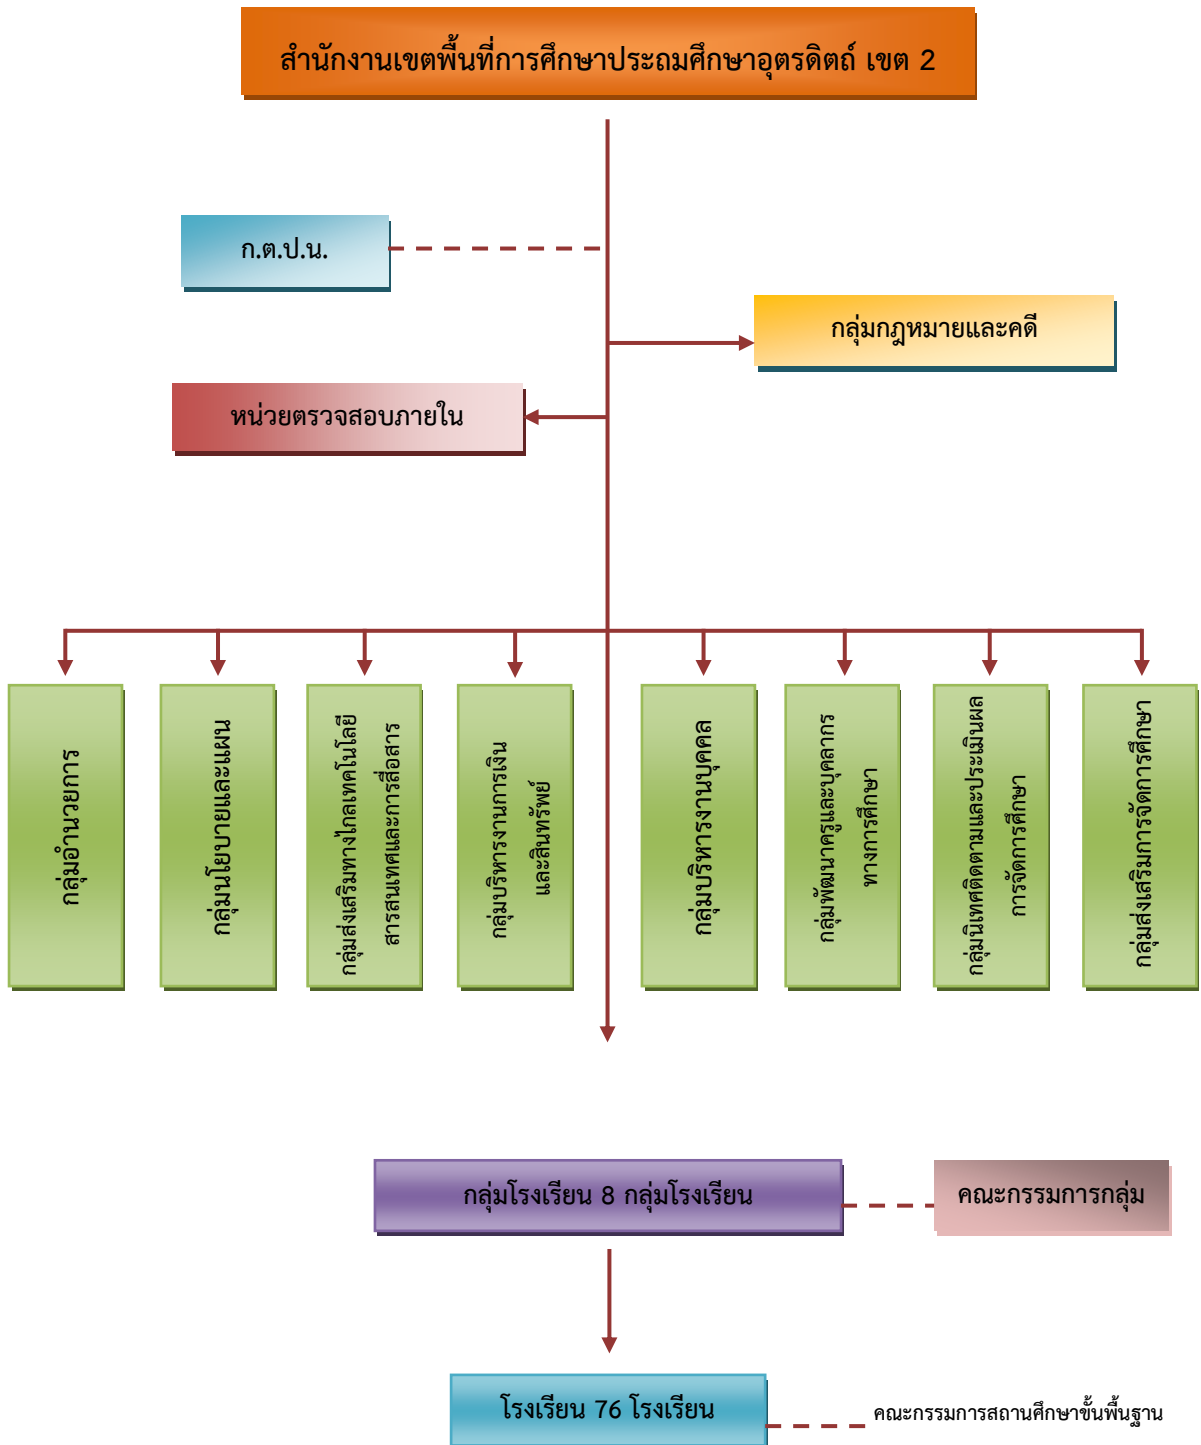 สำนักงานเขตพื้นที่การศึกษาประถมศึกษาอุตรดิตถ์ เขต 2
ก.ต.ป.น.
กลุ่มกฎหมายและคดี
หน่วยตรวจสอบภายใน
กลุ่มอำนวยการ
กลุ่มนโยบายและแผน
กลุ่มส่งเสริมทางไกลเทคโนโลยี
สารสนเทศและการสื่อสาร
กลุ่มบริหารงานการเงิน
และสินทรัพย์
กลุ่มบริหารงานบุคคล
กลุ่มพัฒนาครูและบุคลากร
ทางการศึกษา
กลุ่มนิเทศติดตามและประเมินผล
การจัดการศึกษา
กลุ่มส่งเสริมการจัดการศึกษา
กลุ่มโรงเรียน 8 กลุ่มโรงเรียน
คณะกรรมการกลุ่ม
โรงเรียน 76 โรงเรียน
คณะกรรมการสถานศึกษาขั้นพื้นฐาน